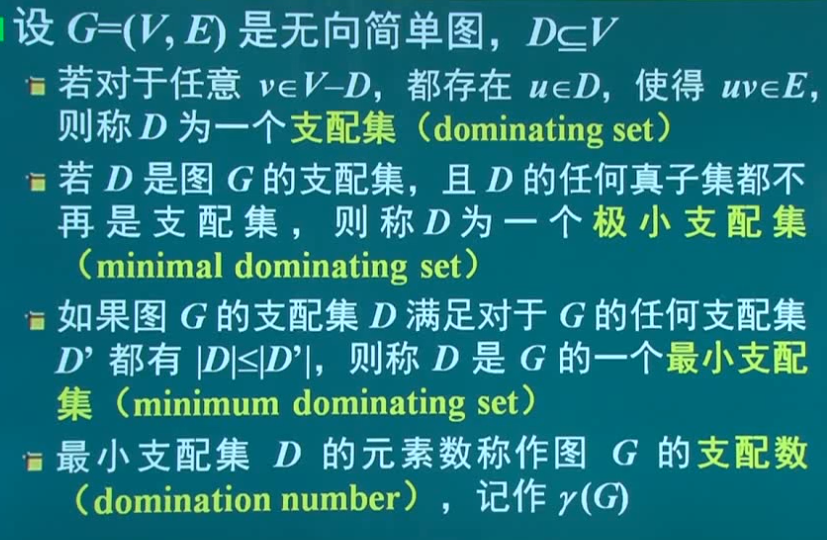 设 G=(V, E) 是无向简单图，D⊆V
若对于任意 v∈V–D，都存在 u∈D，使得 uv∈E，
则称 D 为一个支配集（dominating set）
若 D 是图 G 的支配集，且 D 的任何真子集都不
再是支配集，则称 D 为一个极小支配集
（minimal dominating set）
如果图 G 的支配集 D 满足对于 G 的任何支配集
D’ 都有 |D|≤|D’|，则称 D 是 G 的一个最小支配
集（minimum dominating set）
最小支配集 D 的元素数称作图 G 的支配数
（domination number），记作 γ(G)